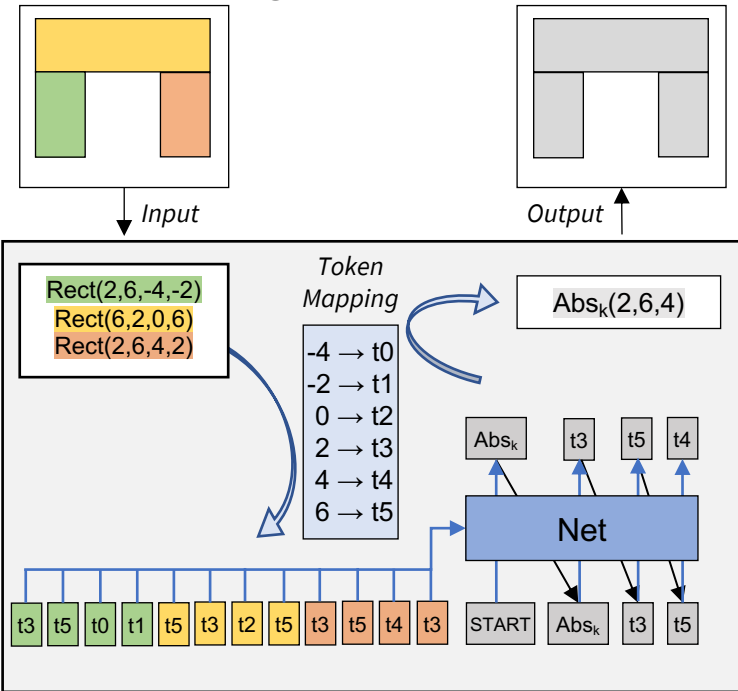 Input
Output
Rect(2,6,-4,-2)
Rect(6,2,0,6)
Rect(2,6,4,2)
Token
Mapping
-4 → t0
-2 → t1
0 → t2
2 → t3
4 → t4
6 → t5
Absk(2,6,4)
Absk t3 t5 t4
Net
t3 t5 t0 t1 t5 t3 t2 t5 t3 t5 t4 t3
START Absk t3 t5